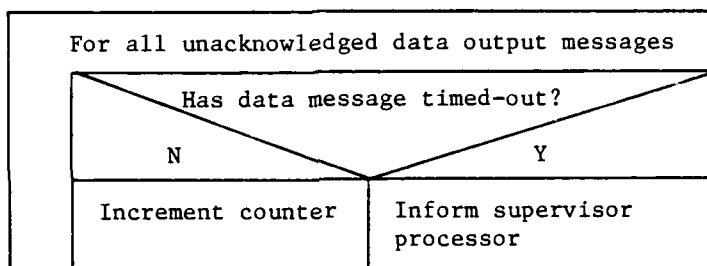 For all unacknowledged data output messages
Has data message timed-out?
N Y
Increment counter Inform supervisor
processor